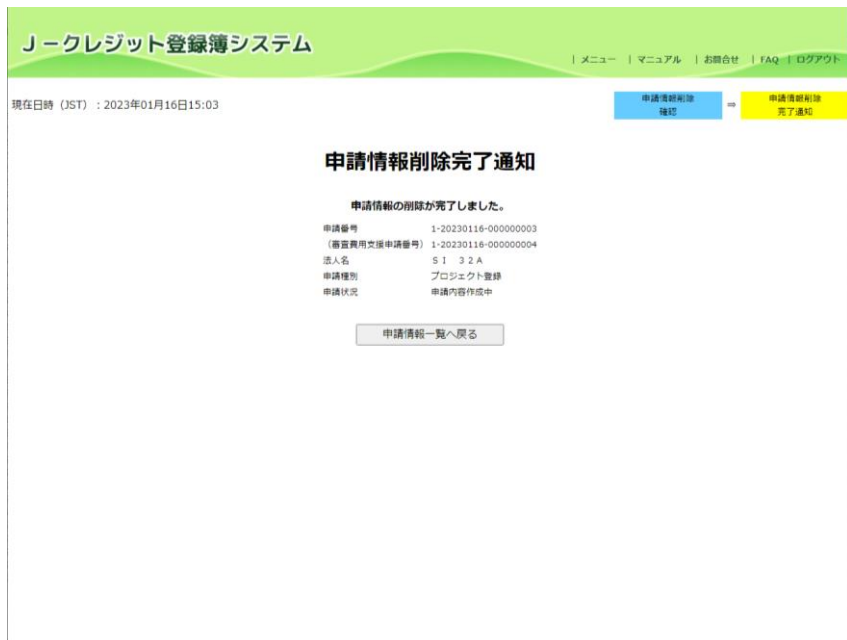 J－クレジット登録簿システム
| メニュー | マニュアル | お問合せ | FAQ | ログアウト
現在日時（JST）：2023年01月16日15:03
申請情報削除
確認
⇒
申請情報削除
完了通知
申請情報削除完了通知
申請情報の削除が完了しました。
申請番号 1-20230116-000000003
（審査費用支援申請番号） 1-20230116-000000004
法人名 ＳＩ　３２Ａ
申請種別 プロジェクト登録
申請状況 申請内容作成中
申請情報一覧へ戻る